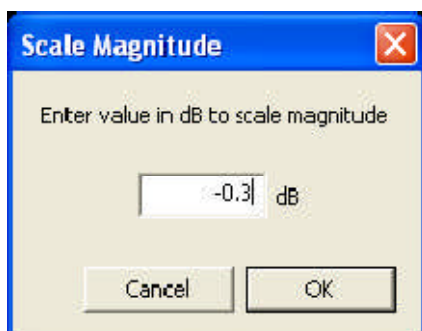 Scale Magnitude
Enter value in dB to scale magnitude
-0.3 dB
Cancel OK